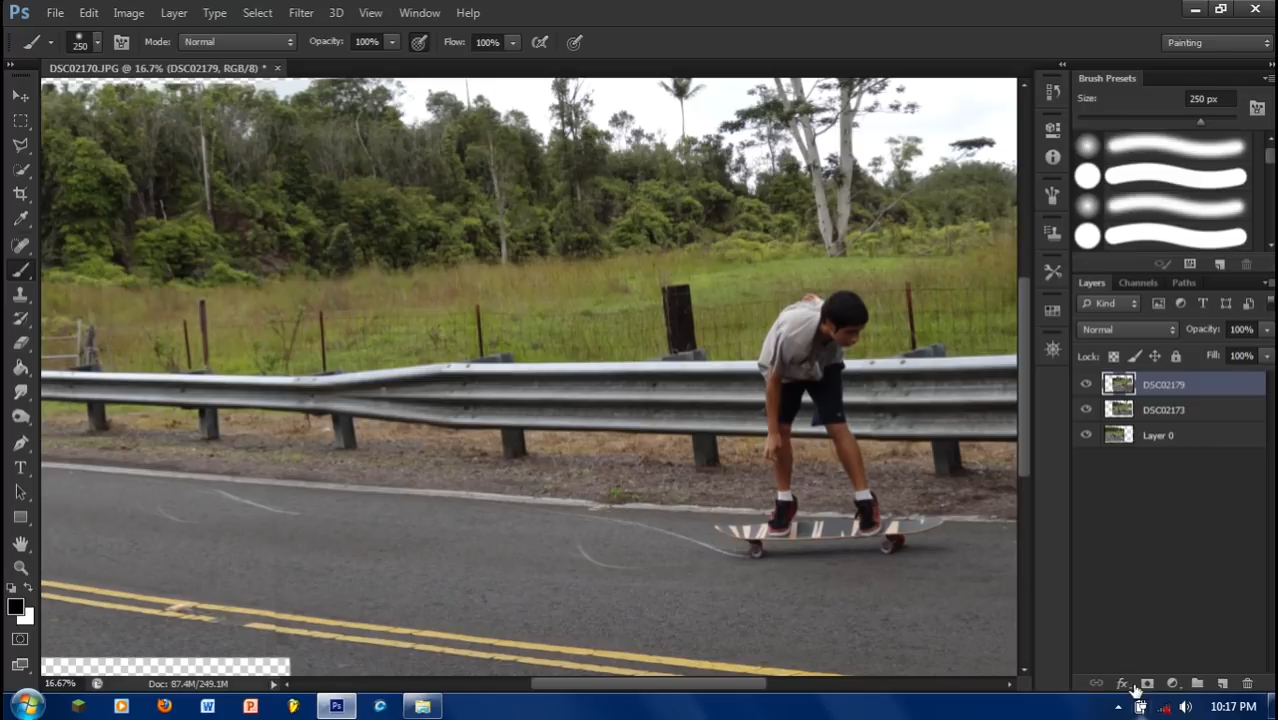 Ps File Edit Image Layer Type Select Filter 3D View Window Help
250 Mode: Normal Opacity: 100% Flow: 100% Painting
DSC02170.JPG @ 16.7% (DSC02179, RGB/8) * ×
Brush Presets
Size: 250 px
Layers Channels Paths
Kind
Normal Opacity: 100%
Lock: Fill: 100%
DSC02179
DSC02173
Layer 0
16.67% Doc: 87.4M/249.1M
fx
W P Ps
10:17 PM